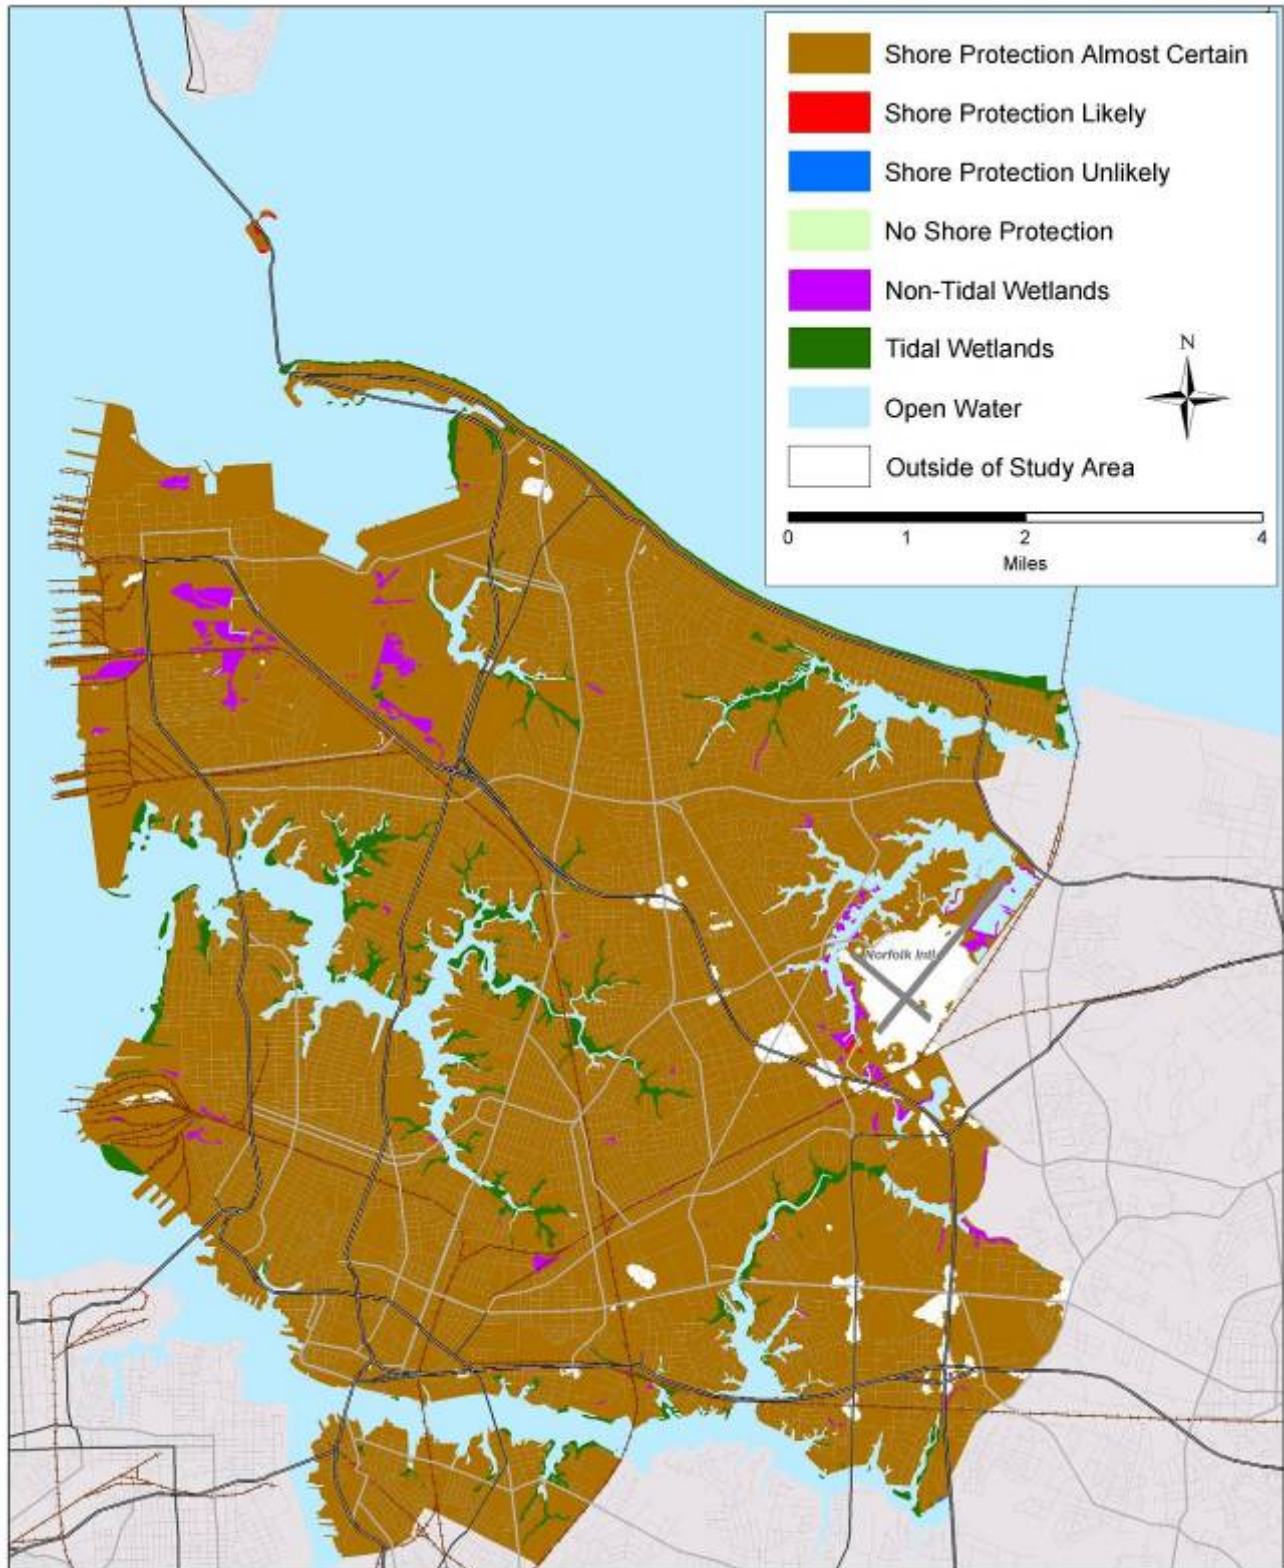 Shore Protection Almost Certain
Shore Protection Likely
Shore Protection Unlikely
No Shore Protection
Non-Tidal Wetlands
Tidal Wetlands
Open Water
Outside of Study Area
N
0 1 2 4
Miles
Norfolk Intl